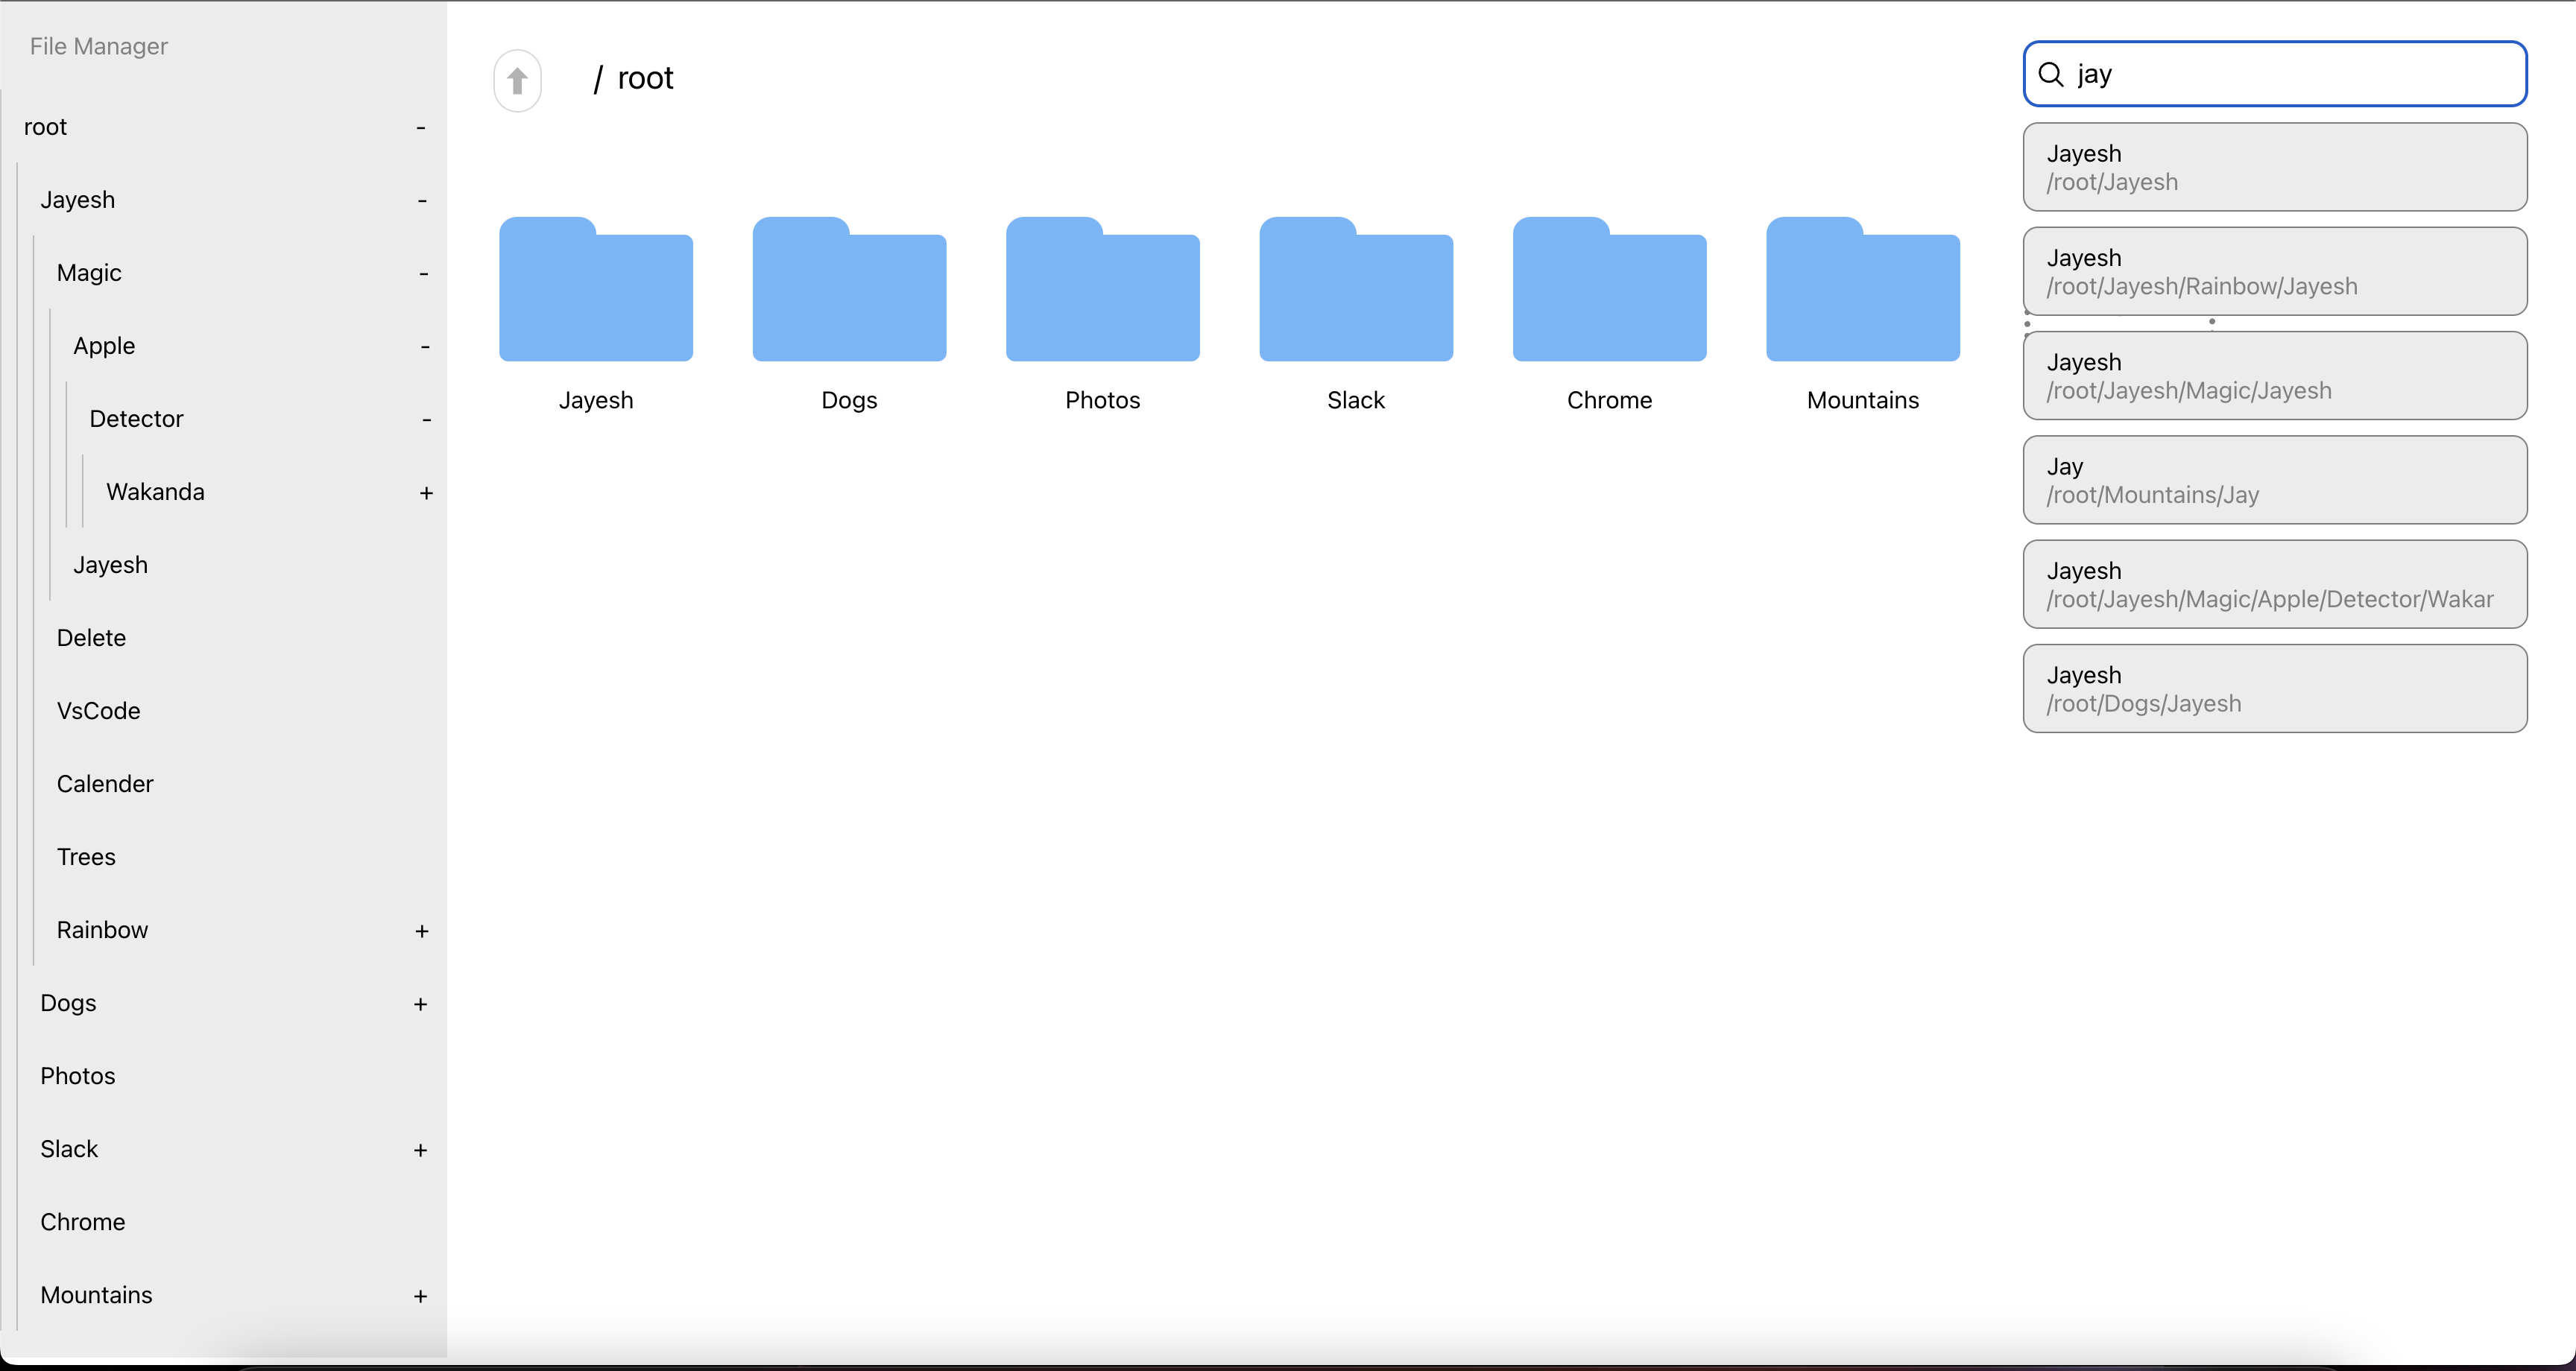 File Manager
root -
Jayesh -
Magic -
Apple -
Detector -
Wakanda +
Jayesh
Delete
VsCode
Calender
Trees
Rainbow +
Dogs +
Photos
Slack +
Chrome
Mountains +
/ root
Jayesh
Dogs
Photos
Slack
Chrome
Mountains
jay
Jayesh
/root/Jayesh
Jayesh
/root/Jayesh/Rainbow/Jayesh
Jayesh
/root/Jayesh/Magic/Jayesh
Jay
/root/Mountains/Jay
Jayesh
/root/Jayesh/Magic/Apple/Detector/Wakar
Jayesh
/root/Dogs/Jayesh